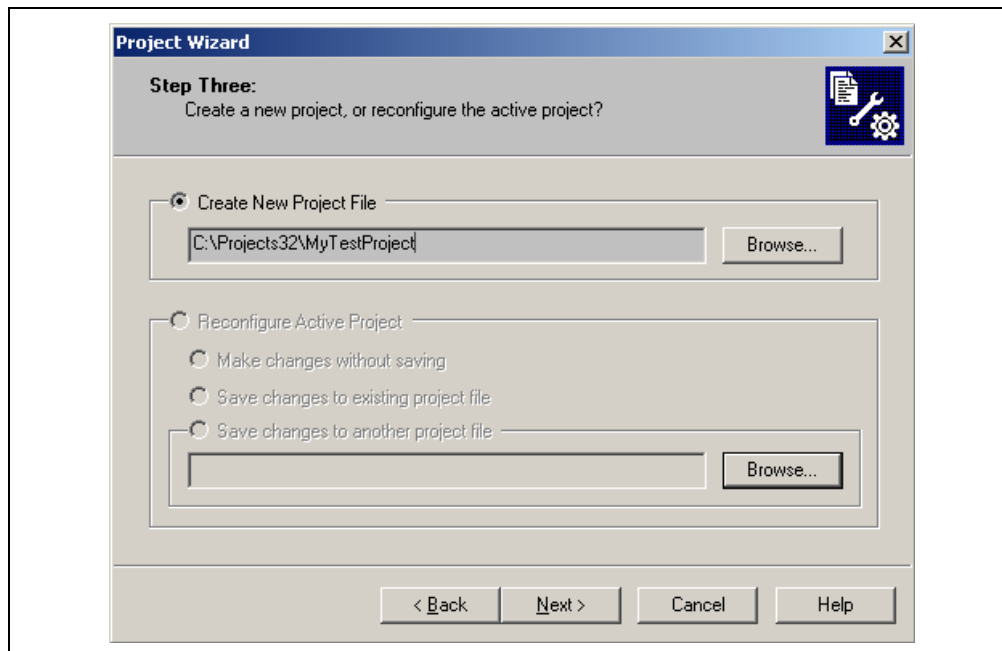 Project Wizard
Step Three:
Create a new project, or reconfigure the active project?
Create New Project File
C:\Projects32\MyTestProject
Browse...
Reconfigure Active Project
Make changes without saving
Save changes to existing project file
Save changes to another project file
Browse...
< Back
Next >
Cancel
Help